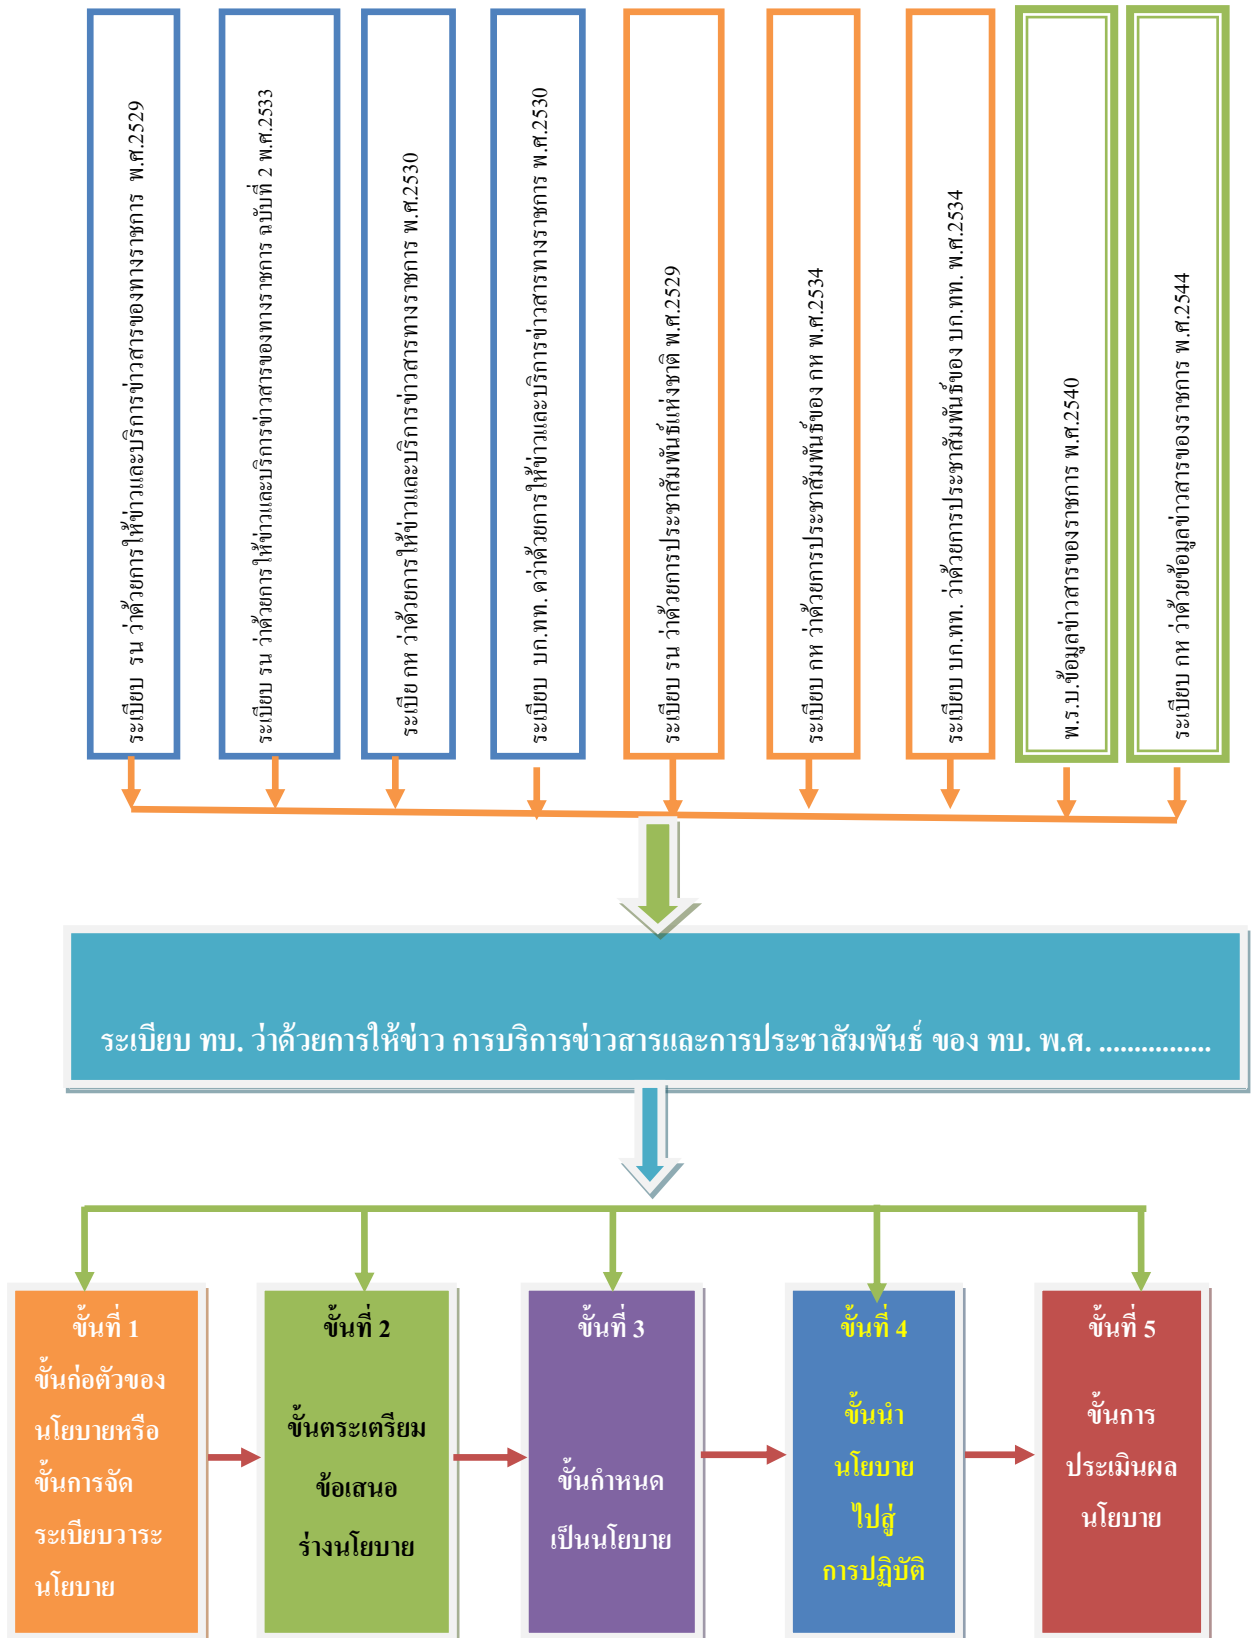 ระเบียบ รน ว่าด้วยการให้ข่าวและบริการข่าวสารของทางราชการ พ.ศ.2529
ระเบียบ รน ว่าด้วยการให้ข่าวและบริการข่าวสารของทางราชการ ฉบับที่ 2 พ.ศ.2533
ระเบีย กห ว่าด้วยการให้ข่าวและบริการข่าวสารทางราชการ พ.ศ.2530
ระเบียบ บก.ทท. คว่าด้วยการให้ข่าวและบริการข่าวสารทางราชการ พ.ศ.2530
ระเบียบ รน ว่าด้วยการประชาสัมพันธ์แห่งชาติ พ.ศ.2529
ระเบียบ กห ว่าด้วยการประชาสัมพันธ์ของ กห พ.ศ.2534
ระเบียบ บก.ทท. ว่าด้วยการประชาสัมพันธ์ของ บก.ทท. พ.ศ.2534
พ.ร.บ.ข้อมูลข่าวสารของราชการ พ.ศ.2540
ระเบียบ กห ว่าด้วยข้อมูลข่าวสารของราชการ พ.ศ.2544
ระเบียบ ทบ. ว่าด้วยการให้ข่าว การบริการข่าวสารและการประชาสัมพันธ์ ของ ทบ. พ.ศ. ................
ขั้นที่ 1
ขั้นก่อตัวของ
นโยบายหรือ
ขั้นการจัด
ระเบียบวาระ
นโยบาย
ขั้นที่ 2
ขั้นตระเตรียม
ข้อเสนอ
ร่างนโยบาย
ขั้นที่ 3
ขั้นกำหนด
เป็นนโยบาย
ขั้นที่ 4
ขั้นนำ
นโยบาย
ไปสู่
การปฏิบัติ
ขั้นที่ 5
ขั้นการ
ประเมินผล
นโยบาย